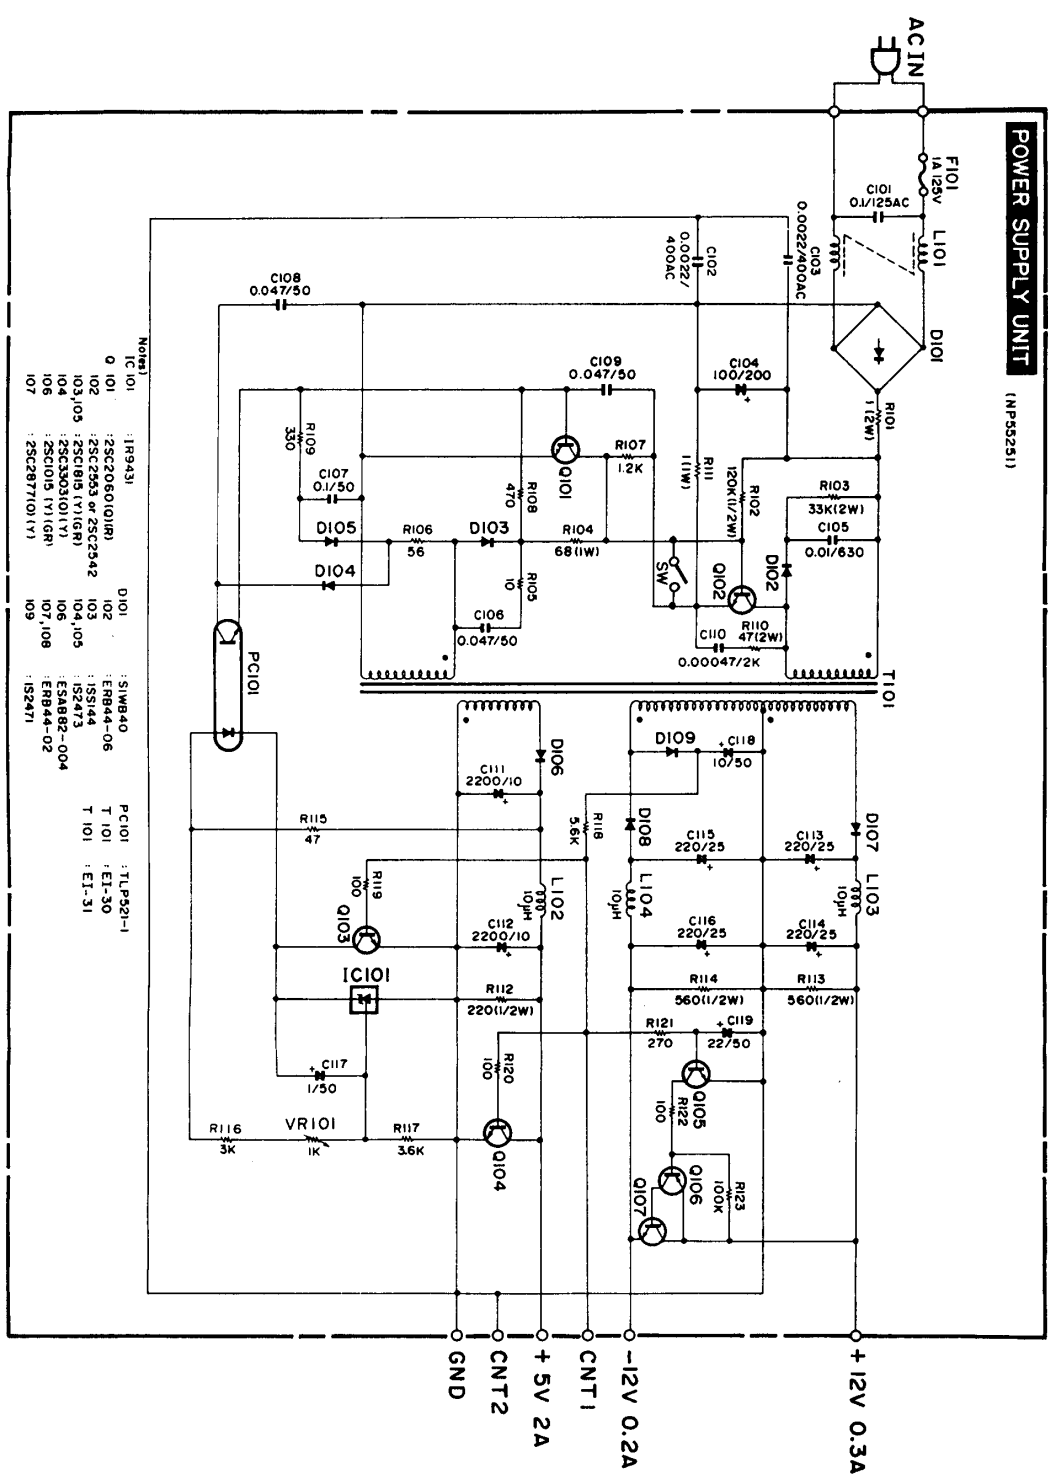 POWER SUPPLY UNIT
(NP55251)
AC IN
F101
1A 125V
C101
0.1/125AC
L101
D101
C103
0.0022/400AC
C102
0.0022/
400AC
R101
1(2W)
C108
0.047/50
C109
0.047/50
C104
100/200
+
R111
1(1W)
R102
120K(1/2W)
R103
33K(2W)
C105
0.01/630
R109
330
C107
0.1/50
D105
D104
R106
56
D103
R108
470
R105
10
Q101
R107
1.2K
R104
68(1W)
SW
Q102
D102
C106
0.047/50
C110
0.00047/2K
R110
47(2W)
T101
PC101
D106
C111
2200/10
+
D109
+
C118
10/50
D108
D107
R115
47
R118
5.6K
C115
220/25
+
C113
220/25
+
R119
100
Q103
L102
10μH
L104
10μH
L103
10μH
C112
2200/10
+
C116
220/25
+
C114
220/25
+
IC101
R112
220(1/2W)
R114
560(1/2W)
R113
560(1/2W)
+
C117
1/50
R120
100
R121
270
+
C119
22/50
R116
3K
VR101
1K
R117
3.6K
Q104
Q105
R122
100
Q106
Q107
R123
100K
+12V 0.3A
-12V 0.2A
CNT1
+5V 2A
CNT2
GND
Notes)
IC 101 : IR9431
Q 101 : 2SC2060(Q)(R)
102 : 2SC2553 or 2SC2542
103,105 : 2SC1815 (Y)(GR)
104 : 2SC3303(O)(Y)
106 : 2SC1015 (Y)(GR)
107 : 2SC2877(O)(Y)
D101 : S1WB40
102 : ERB44-06
103 : 1SS144
104,105 : 1S2473
106 : ESAB82-004
107,108 : ERB44-02
109 : 1S2471
PC101 : TLP521-1
T 101 : EI-30
T 101 : EI-31